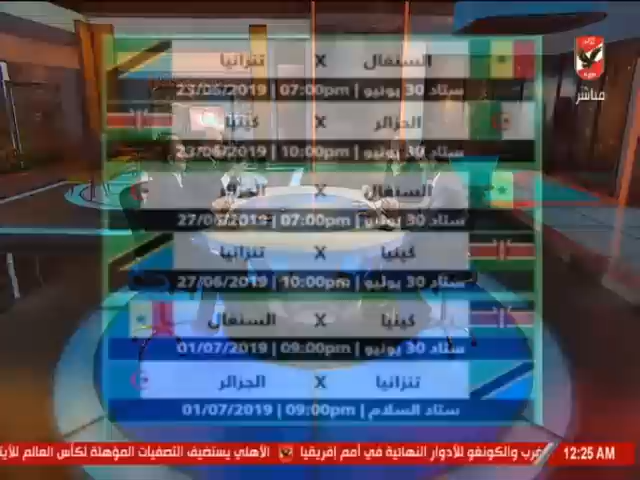 السنغال X تنزانيا
ستاد 30 يونيو | 07:00pm | 23/06/2019
الجزائر X كينيا
ستاد 30 يونيو | 10:00pm | 23/06/2019
السنغال X الجزائر
ستاد 30 يونيو | 07:00pm | 27/06/2019
كينيا X تنزانيا
ستاد 30 يونيو | 10:00pm | 27/06/2019
كينيا X السنغال
ستاد 30 يونيو | 09:00pm | 01/07/2019
تنزانيا X الجزائر
ستاد السلام | 09:00pm | 01/07/2019
مباشر
والكونغو للأدوار النهائية في أمم إفريقيا الأهلي يستضيف التصفيات المؤهلة لكأس العالم
12:25 AM